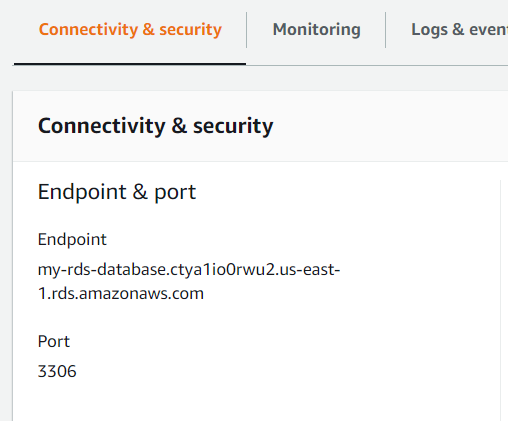 Connectivity & security
Monitoring
Logs & even
Connectivity & security
Endpoint & port
Endpoint
my-rds-database.ctya1io0rwu2.us-east-
1.rds.amazonaws.com
Port
3306